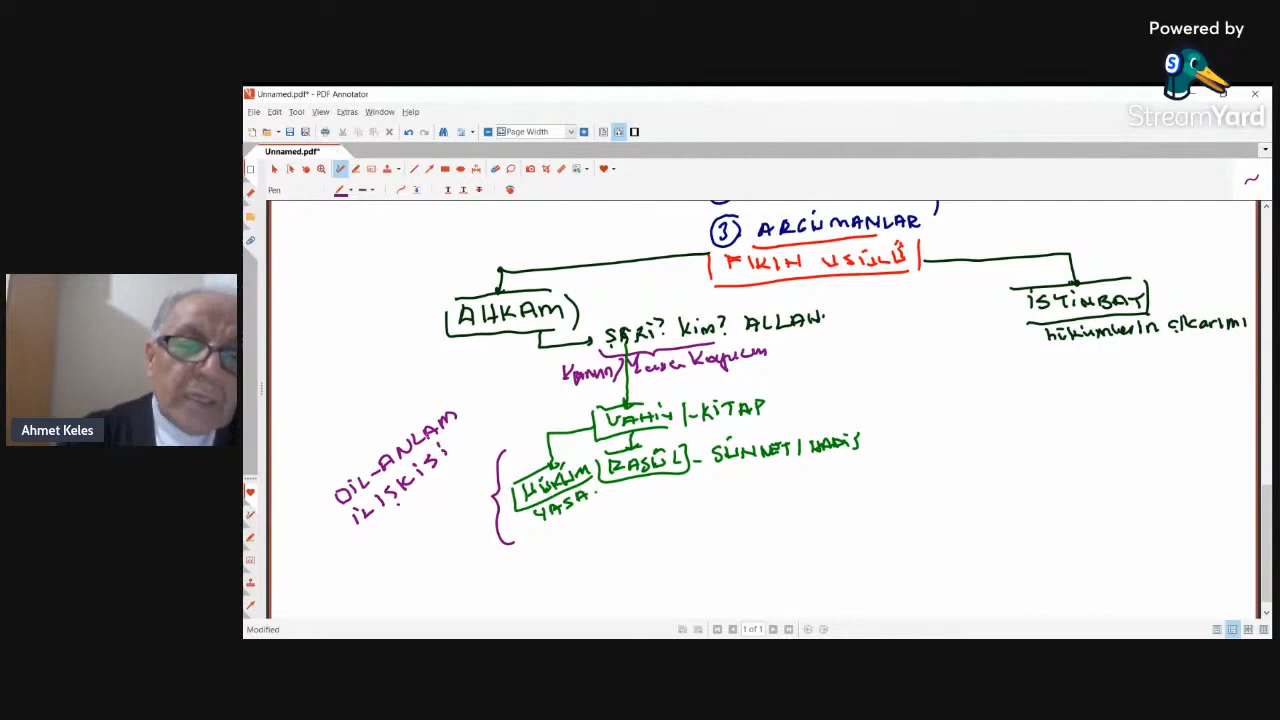 Powered by
StreamYard
Unnamed.pdf* - PDF Annotator
File Edit Tool View Extras Window Help
Page Width
Unnamed.pdf*
Pen
3 ARGÜMANLAR
FIKIH USÛLÜ
AHKAM
ŞARİ? kim? ALLAH.
İSTİNBAT
hükümlerin çıkarımı
Kanun/Yasa Koyucu
VAHİY - KİTAP
RASÛL - SÜNNET / HADİS
HÜKÜM
YASA.
DİL-ANLAM
İLİŞKİSİ
Ahmet Keles
Modified
1 of 1